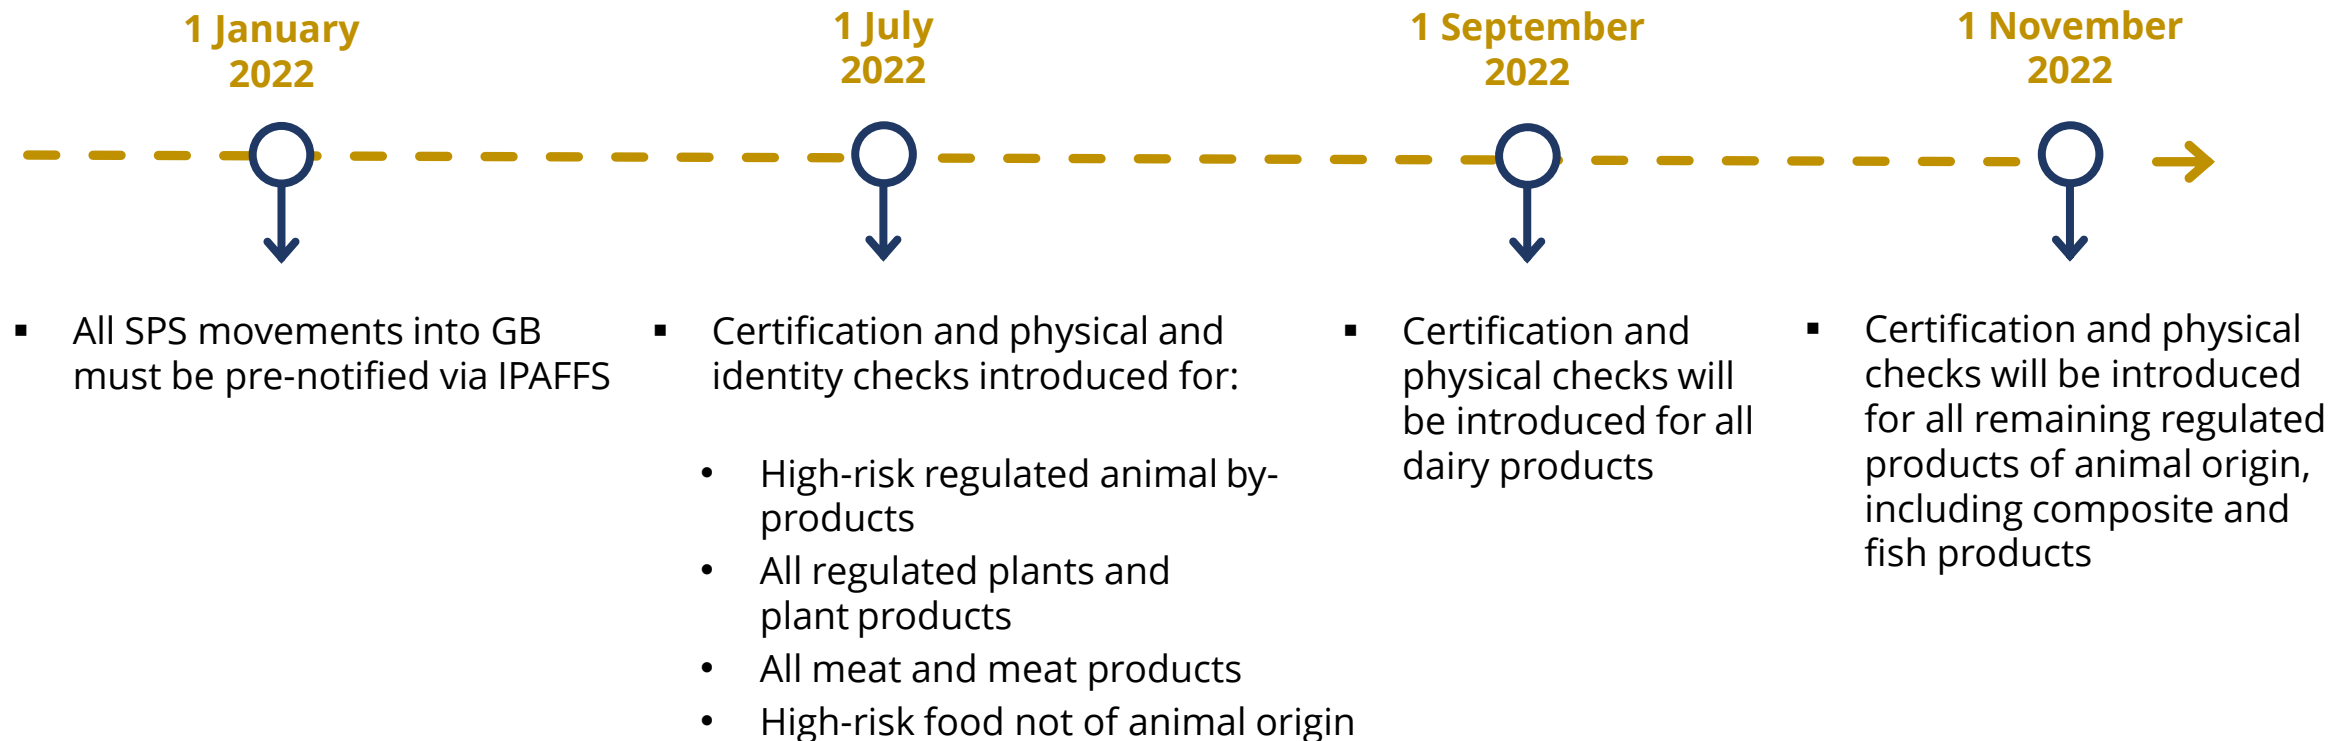 1 January
2022
▪ All SPS movements into GB
must be pre-notified via IPAFFS
1 July
2022
▪ Certification and physical and
identity checks introduced for:
• High-risk regulated animal by-
products
• All regulated plants and
plant products
• All meat and meat products
• High-risk food not of animal origin
1 September
2022
▪ Certification and
physical checks will
be introduced for all
dairy products
1 November
2022
▪ Certification and physical
checks will be introduced
for all remaining regulated
products of animal origin,
including composite and
fish products